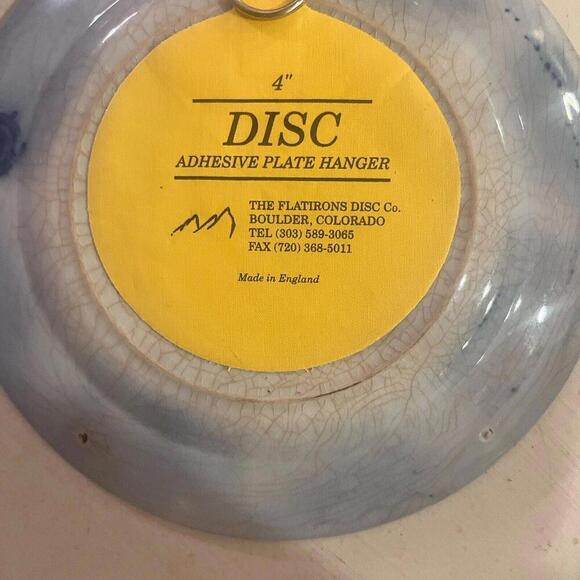 4"
DISC
ADHESIVE PLATE HANGER
THE FLATIRONS DISC Co.
BOULDER, COLORADO
TEL (303) 589-3065
FAX (720) 368-5011
Made in England